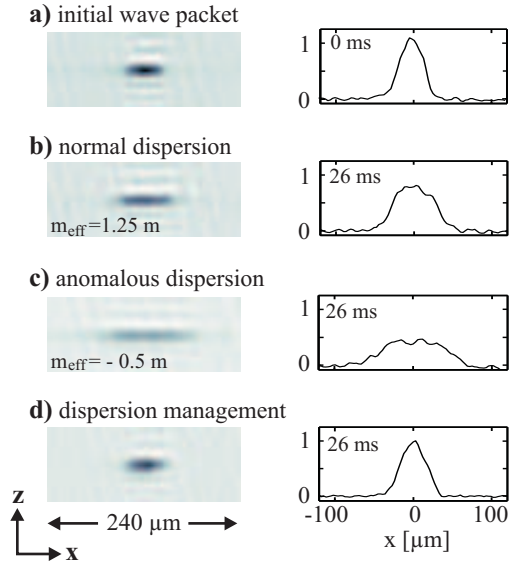 a) initial wave packet
1
0
0 ms
b) normal dispersion
m_eff=1.25 m
1
0
26 ms
c) anomalous dispersion
m_eff= - 0.5 m
1
0
26 ms
d) dispersion management
1
0
26 ms
-100 0 100
x [µm]
z
x
240 µm